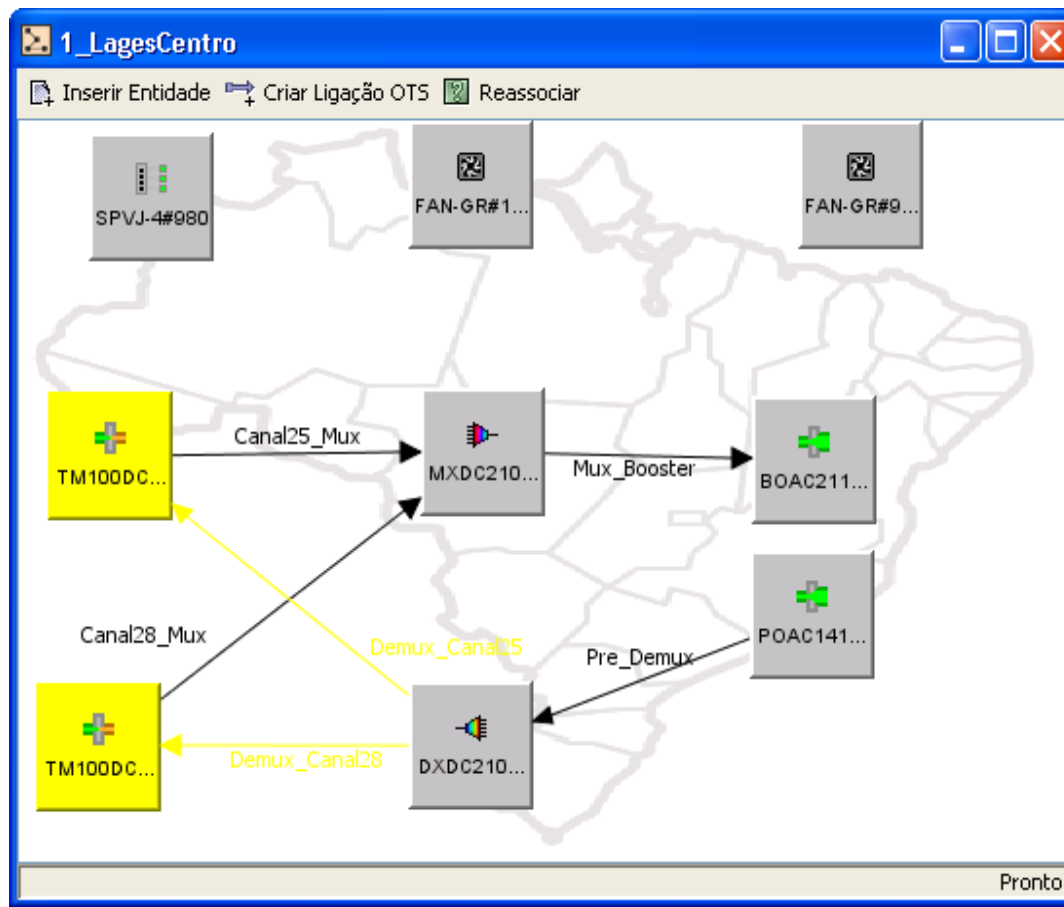 1_LagesCentro
Inserir Entidade Criar Ligação OTS Reassociar
SPVJ-4#980
FAN-GR#1...
FAN-GR#9...
TM100DC...
Canal25_Mux
MXDC210...
Mux_Booster
BOAC211...
Canal28_Mux
Demux_Canal25
Pre_Demux
POAC141...
TM100DC...
Demux_Canal28
DXDC210...
Pronto